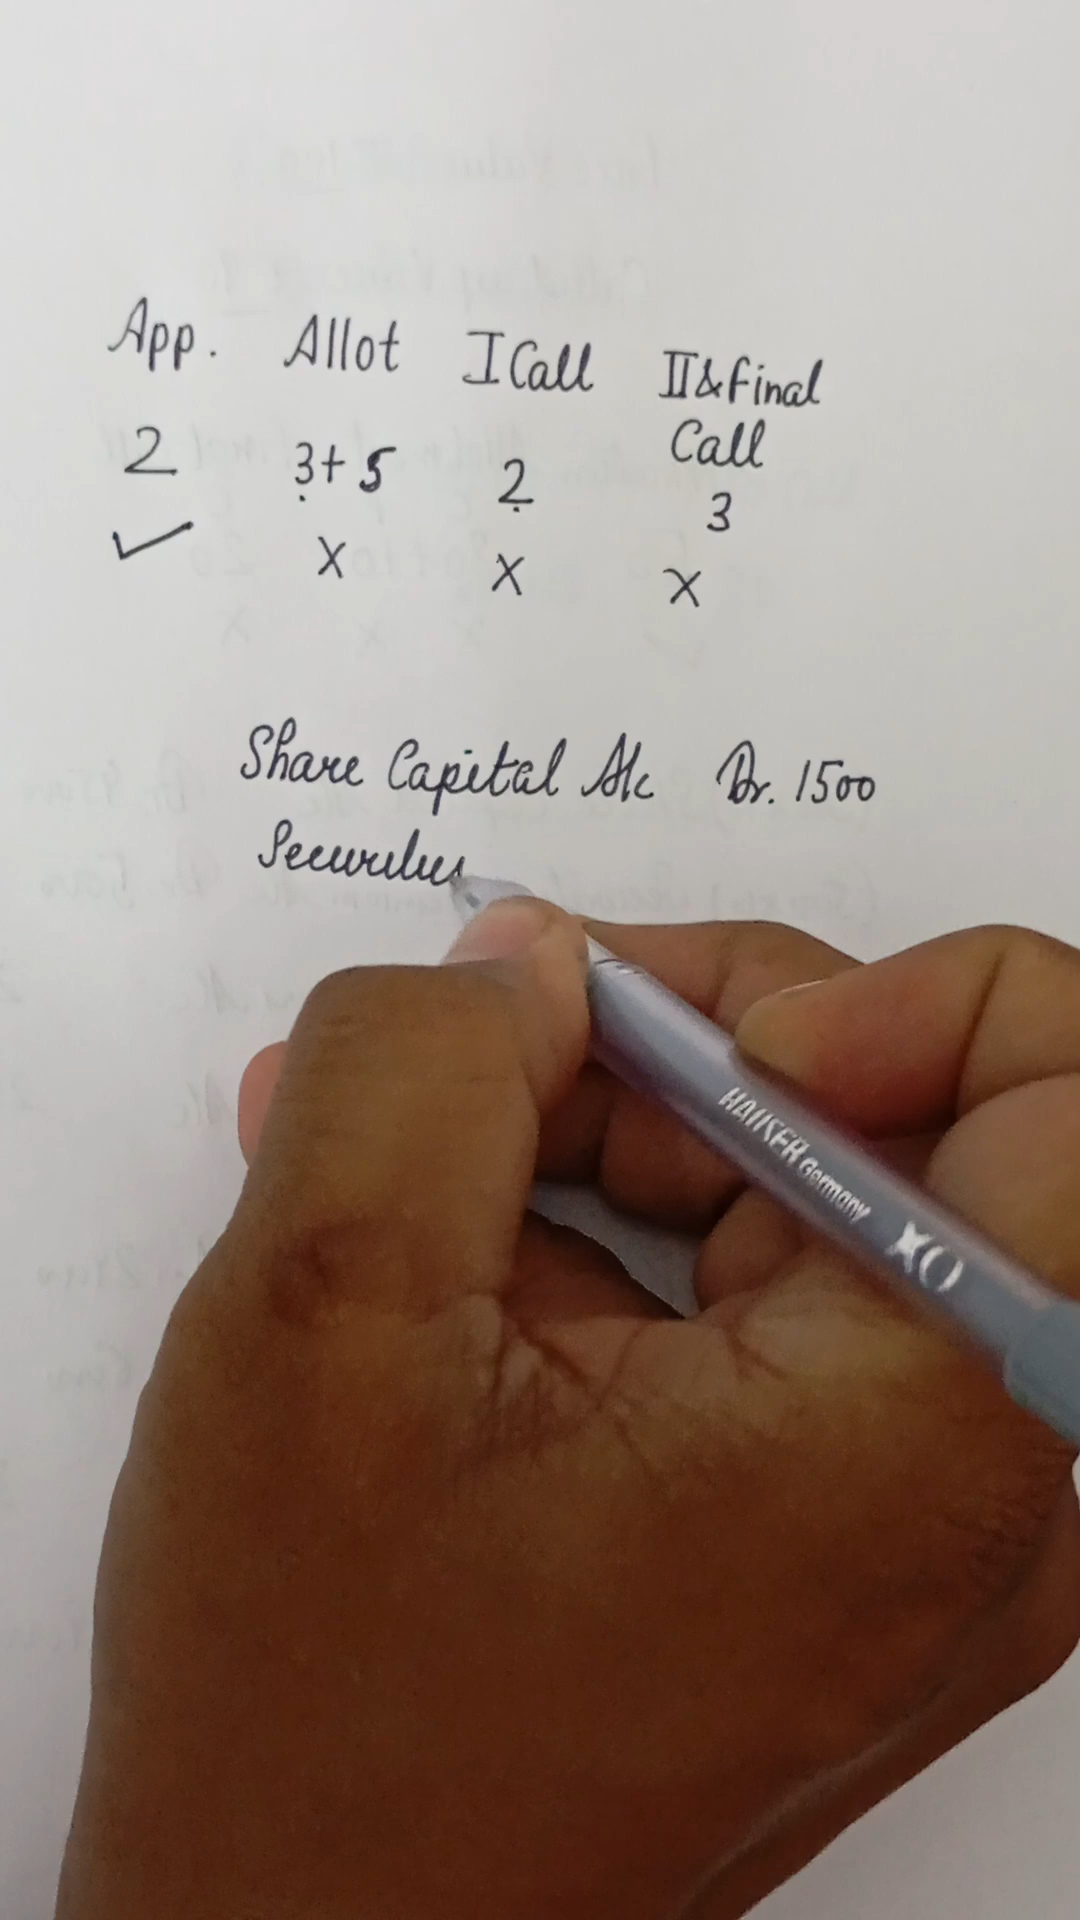 App. Allot I Call II & Final
Call
2 3+5 2 3
✓ X X X
Share Capital A/c Dr. 1500
Securities
HAUSER Germany XO